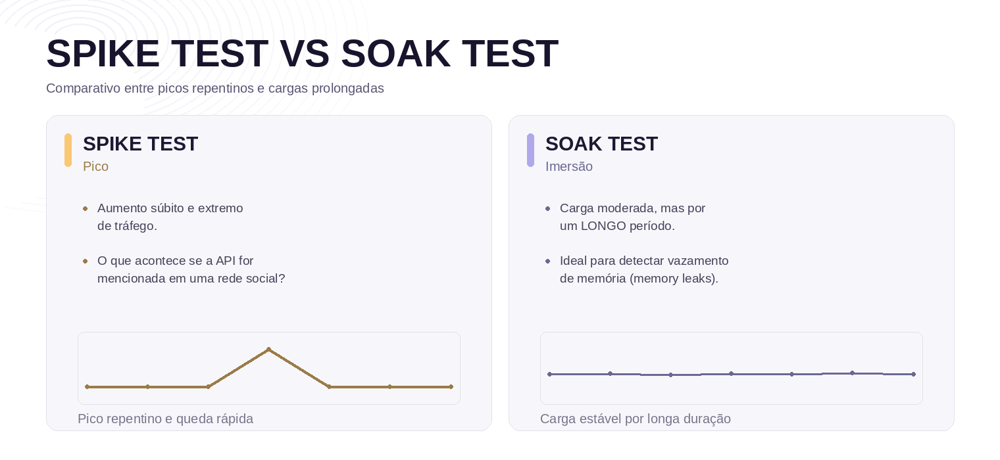 SPIKE TEST VS SOAK TEST
Comparativo entre picos repentinos e cargas prolongadas
SPIKE TEST
Pico
• Aumento súbito e extremo
de tráfego.
• O que acontece se a API for
mencionada em uma rede social?
Pico repentino e queda rápida
SOAK TEST
Imersão
• Carga moderada, mas por
um LONGO período.
• Ideal para detectar vazamento
de memória (memory leaks).
Carga estável por longa duração